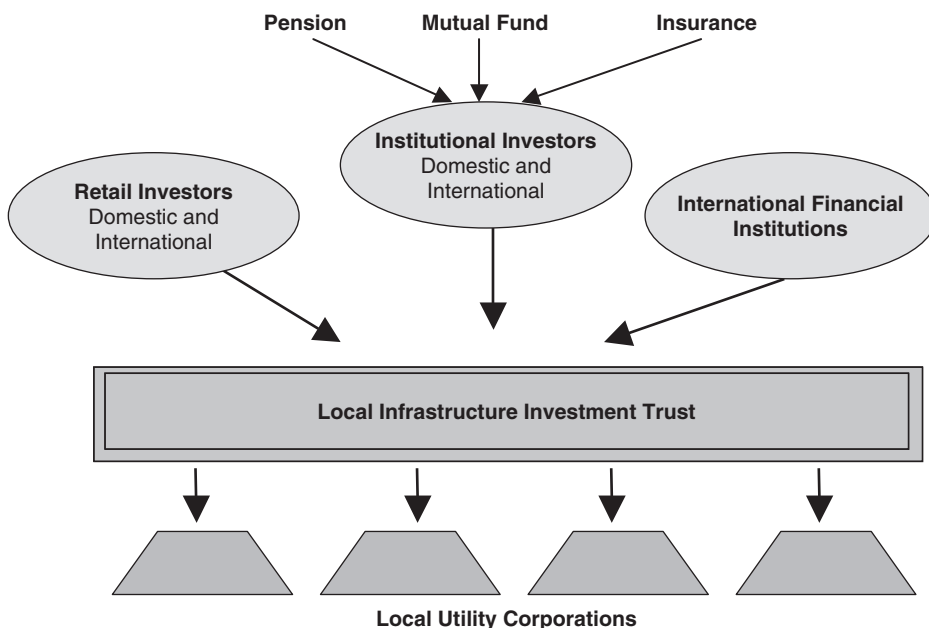 Pension
Mutual Fund
Insurance
Institutional Investors
Domestic and
International
Retail Investors
Domestic and
International
International Financial
Institutions
Local Infrastructure Investment Trust
Local Utility Corporations